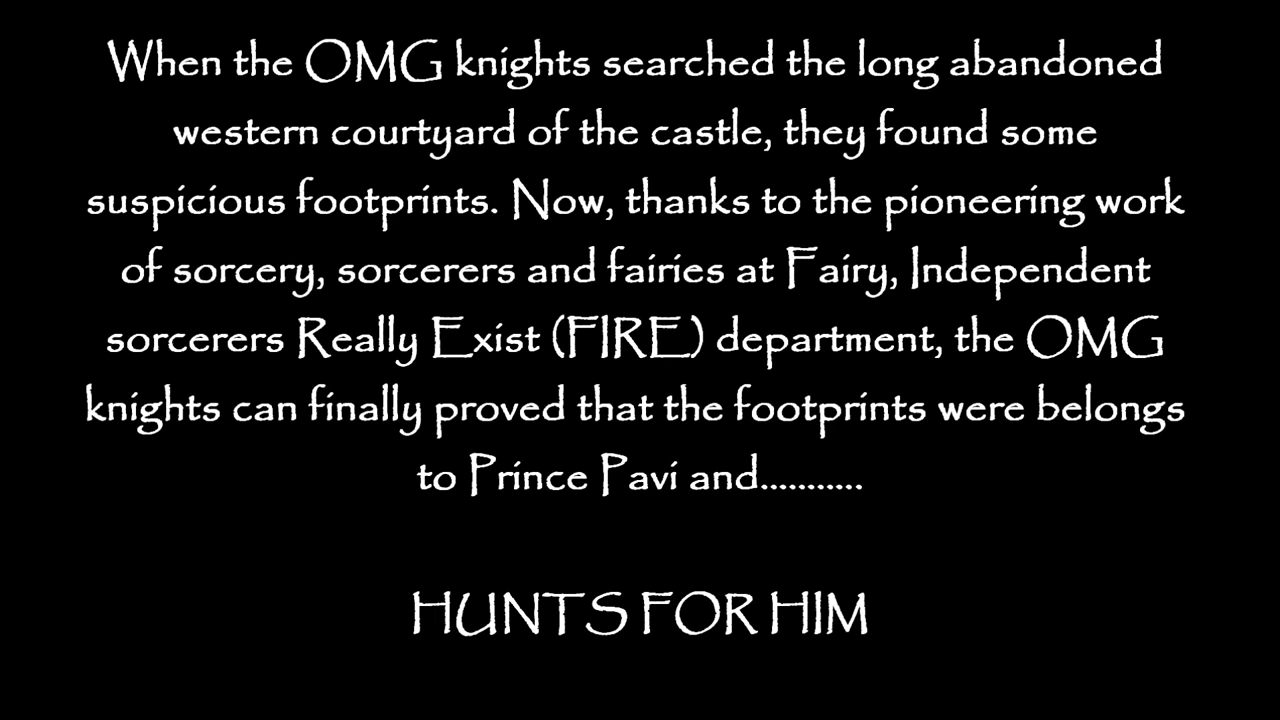 When the OMG knights searched the long abandoned
western courtyard of the castle, they found some
suspicious footprints. Now, thanks to the pioneering work
of sorcery, sorcerers and fairies at Fairy, Independent
sorcerers Really Exist (FIRE) department, the OMG
knights can finally proved that the footprints were belongs
to Prince Pavi and...........
HUNTS FOR HIM